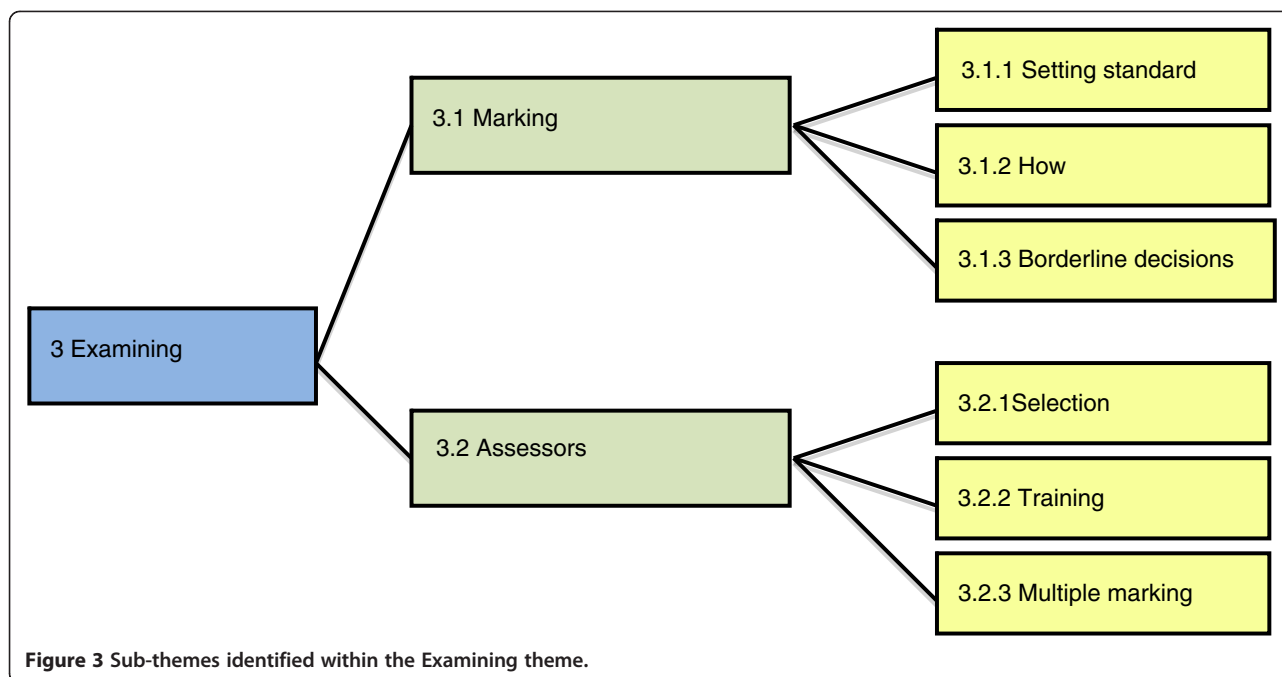 3 Examining
3.1 Marking
3.1.1 Setting standard
3.1.2 How
3.1.3 Borderline decisions
3.2 Assessors
3.2.1Selection
3.2.2 Training
3.2.3 Multiple marking
Figure 3 Sub-themes identified within the Examining theme.